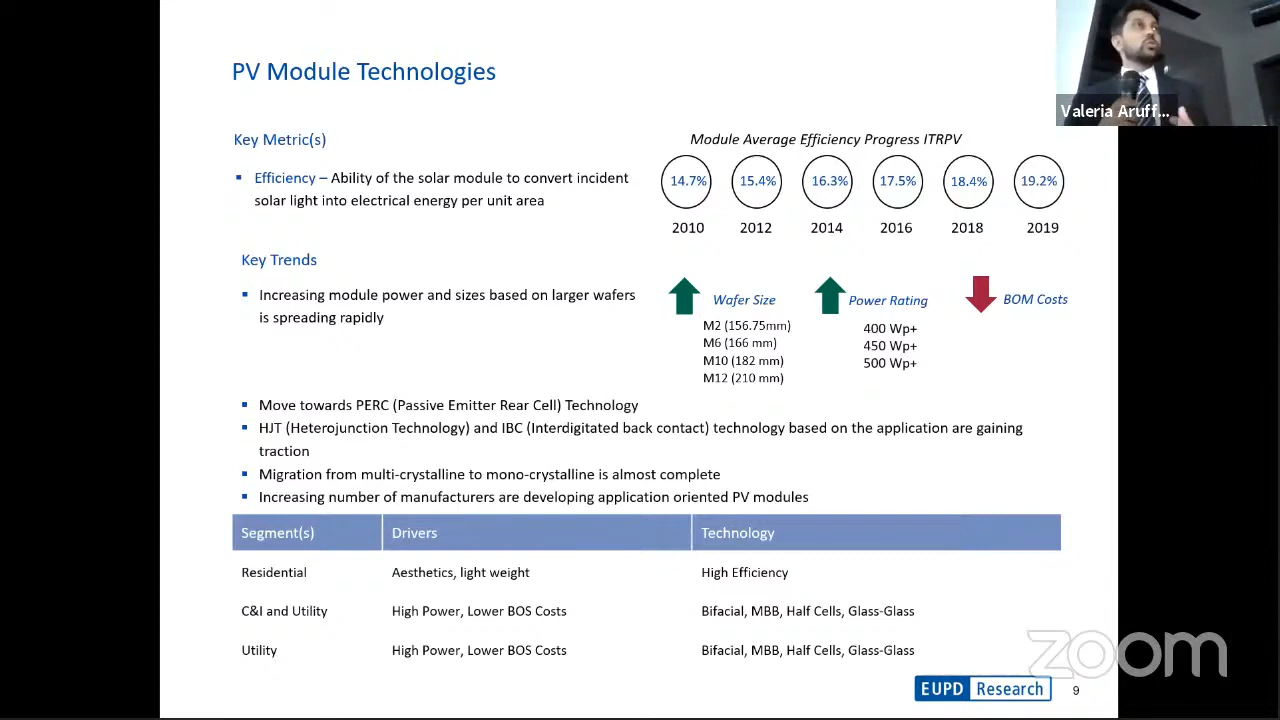 PV Module Technologies
Valeria Aruff...
Key Metric(s)
Efficiency – Ability of the solar module to convert incident
solar light into electrical energy per unit area
Module Average Efficiency Progress ITRPV
14.7% 15.4% 16.3% 17.5% 18.4% 19.2%
2010 2012 2014 2016 2018 2019
Key Trends
Increasing module power and sizes based on larger wafers
is spreading rapidly
Wafer Size
M2 (156.75mm)
M6 (166 mm)
M10 (182 mm)
M12 (210 mm)
Power Rating
400 Wp+
450 Wp+
500 Wp+
BOM Costs
Move towards PERC (Passive Emitter Rear Cell) Technology
HJT (Heterojunction Technology) and IBC (Interdigitated back contact) technology based on the application are gaining
traction
Migration from multi-crystalline to mono-crystalline is almost complete
Increasing number of manufacturers are developing application oriented PV modules
Segment(s) Drivers Technology
Residential Aesthetics, light weight High Efficiency
C&I and Utility High Power, Lower BOS Costs Bifacial, MBB, Half Cells, Glass-Glass
Utility High Power, Lower BOS Costs Bifacial, MBB, Half Cells, Glass-Glass
zoom
EUPD Research 9